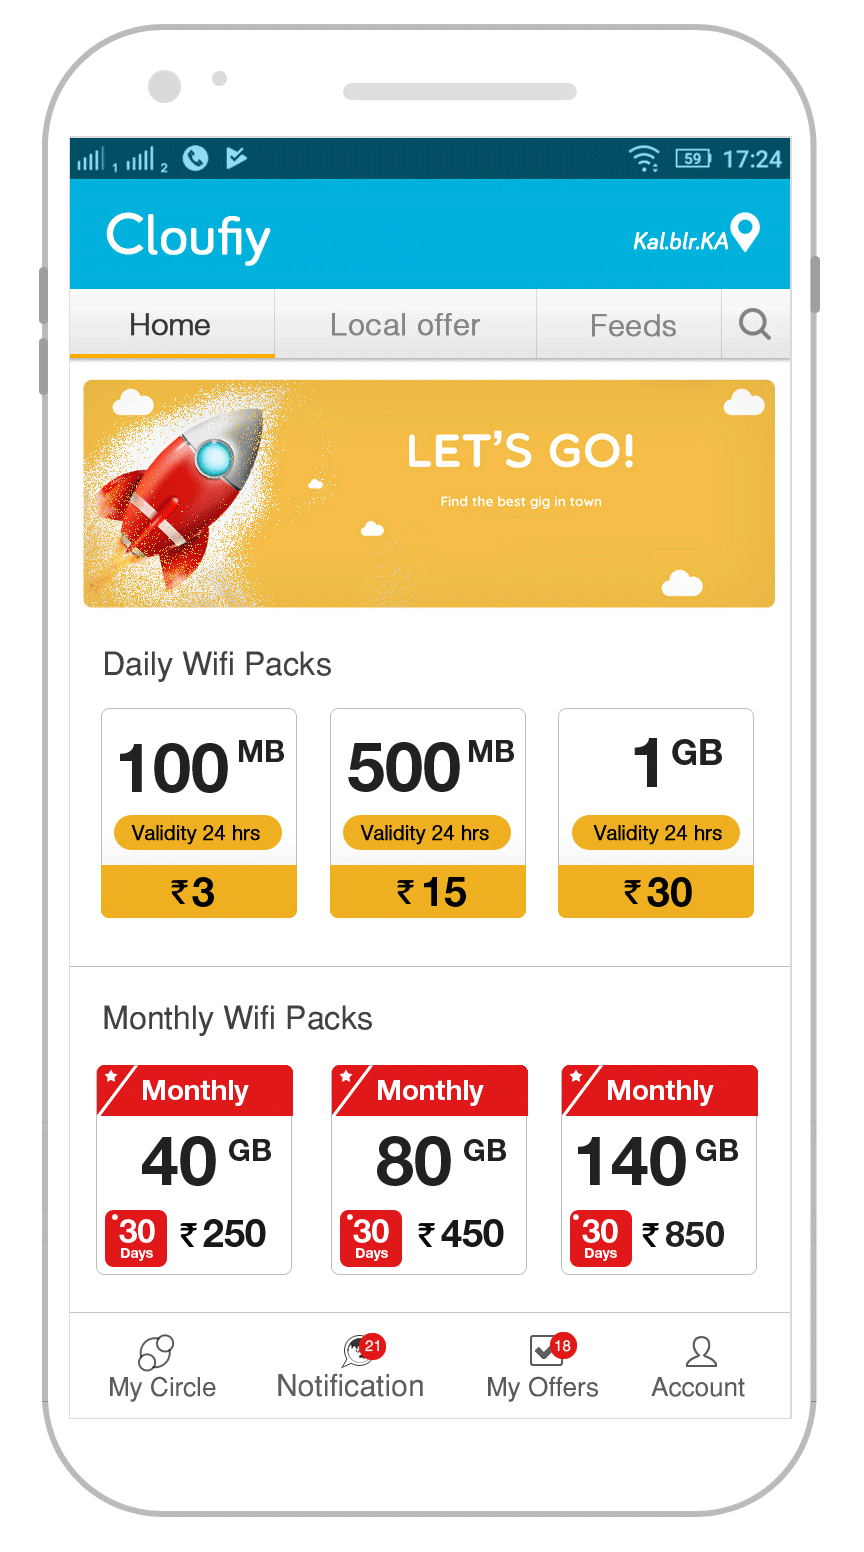 1 2 59 17:24
Cloufiy Kal.blr.KA
Home Local offer Feeds
LET'S GO!
Find the best gig in town
Daily Wifi Packs
100 MB 500 MB 1 GB
Validity 24 hrs Validity 24 hrs Validity 24 hrs
₹3 ₹15 ₹30
Monthly Wifi Packs
Monthly Monthly Monthly
40 GB 80 GB 140 GB
30 Days ₹250 30 Days ₹450 30 Days ₹850
21 18
My Circle Notification My Offers Account